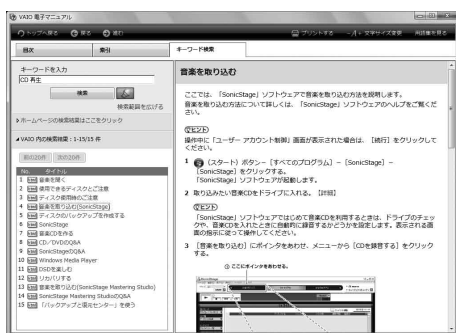 VAIO 電子マニュアル
トップへ戻る 戻る 進む プリントする -A+ 文字サイズ変更 用語集を見る
目次 索引 キーワード検索
キーワードを入力
CD 再生
検索
検索範囲を広げる
ホームページの検索結果はここをクリック
VAIO 内の検索結果：1-15/15 件
前の20件 次の20件
No. タイトル
1 音楽を聞く
2 使用できるディスクとご注意
3 ディスク使用時のご注意
4 音楽を取り込む(SonicStage)
5 ディスクのバックアップを作成する
6 SonicStage
7 音楽CDを作る
8 CD／DVDのQ&A
9 SonicStageのQ&A
10 Windows Media Player
11 DSDを楽しむ
12 リカバリする
13 音楽を取り込む(SonicStage Mastering Studio)
14 SonicStage Mastering StudioのQ&A
15 「バックアップと復元センター」を使う
音楽を取り込む
ここでは、「SonicStage」ソフトウェアで音楽を取り込む方法を説明します。
音楽を取り込む方法について詳しくは、「SonicStage」ソフトウェアのヘルプをご覧くだ
さい。
ヒント
操作中に「ユーザー アカウント制御」画面が表示された場合は、［続行］をクリックして
ください。
1 （スタート）ボタン－［すべてのプログラム］－［SonicStage］－
［SonicStage］をクリックする。
「SonicStage」ソフトウェアが起動します。
2 取り込みたい音楽CDをドライブに入れる。【詳細】
ヒント
「SonicStage」ソフトウェアではじめて音楽CDを利用するときは、ドライブのチェッ
クや、音楽CDを入れたときに自動的に録音するかどうかを設定します。表示される画
面の指示に従って操作してください。
3 ［音楽を取り込む］にポインタをあわせ、メニューから［CDを録音する］をクリック
する。
① ここにポインタをあわせる。